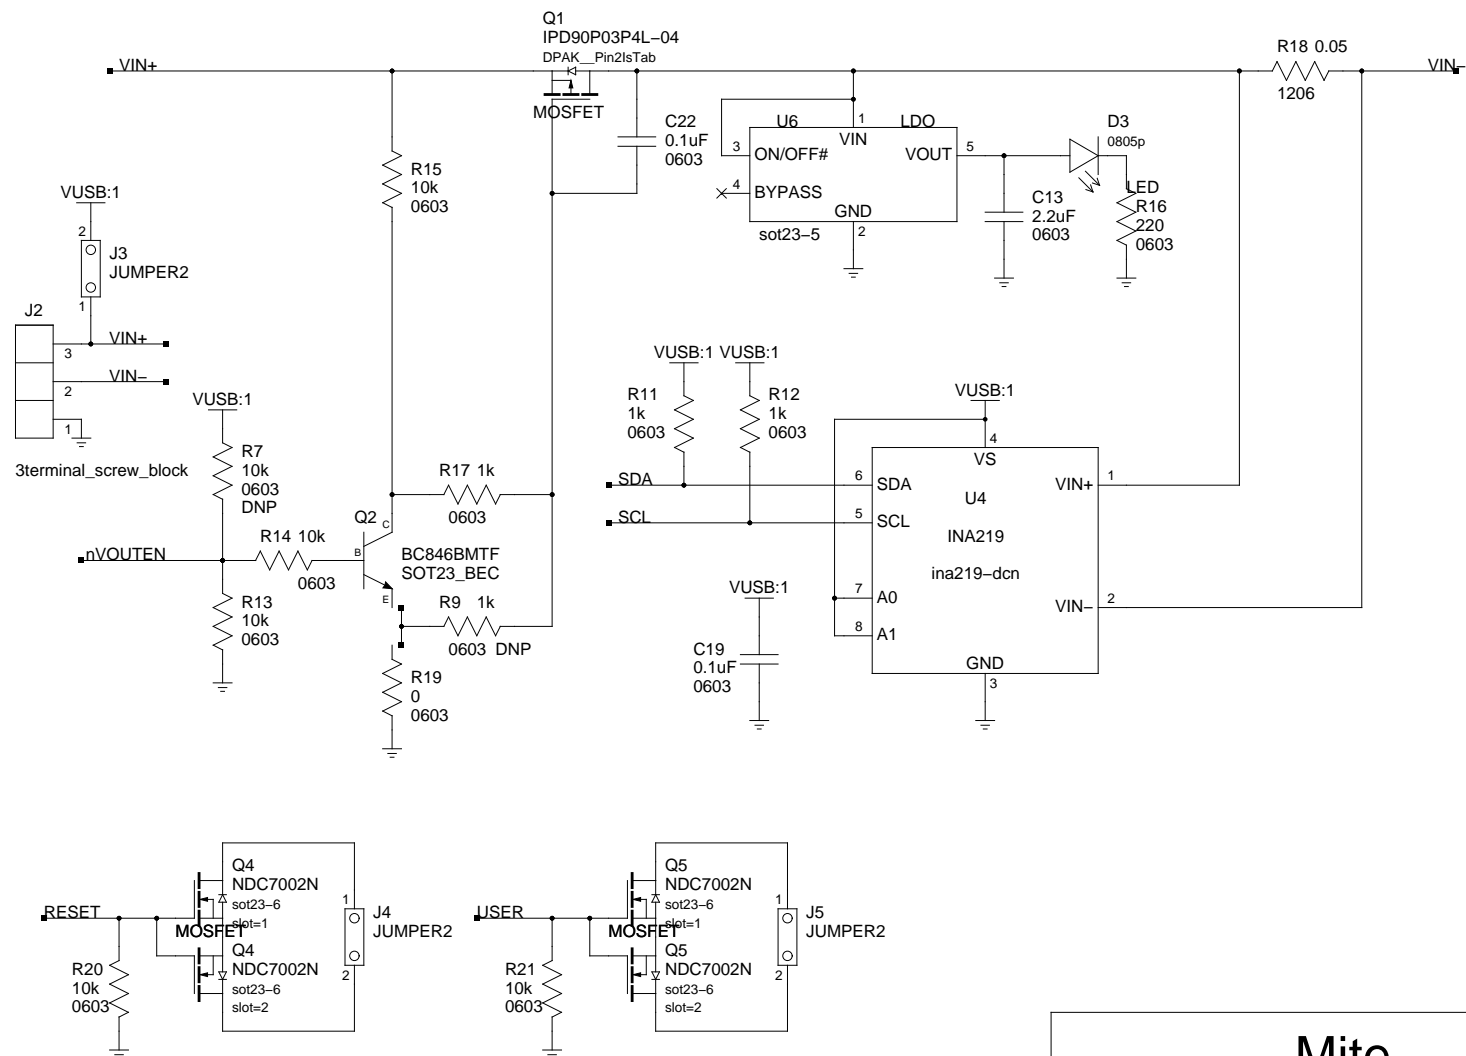 Q1
IPD90P03P4L-04
DPAK__Pin2IsTab
MOSFET
VIN+
R18 0.05
1206
VIN-
C22
0.1uF
0603
U6
LDO
1
VIN
3
ON/OFF#
VOUT
5
4
BYPASS
GND
2
sot23-5
D3
0805p
LED
R16
220
0603
C13
2.2uF
0603
R15
10k
0603
VUSB:1
2
J3
JUMPER2
1
J2
3
VIN+
2
VIN-
1
3terminal_screw_block
VUSB:1
R7
10k
0603
DNP
nVOUTEN
R14 10k
0603
R13
10k
0603
Q2
C
B
E
BC846BMTF
SOT23_BEC
R17 1k
0603
R9 1k
0603 DNP
R19
0
0603
VUSB:1
VUSB:1
R11
1k
0603
R12
1k
0603
SDA
SCL
VUSB:1
4
VS
6
SDA
5
SCL
U4
INA219
ina219-dcn
VIN+
1
VIN-
2
7
A0
8
A1
GND
3
VUSB:1
C19
0.1uF
0603
RESET
R20
10k
0603
Q4
NDC7002N
sot23-6
slot=1
MOSFET
Q4
NDC7002N
sot23-6
slot=2
1
J4
JUMPER2
2
USER
R21
10k
0603
Q5
NDC7002N
sot23-6
slot=1
MOSFET
Q5
NDC7002N
sot23-6
slot=2
1
J5
JUMPER2
2